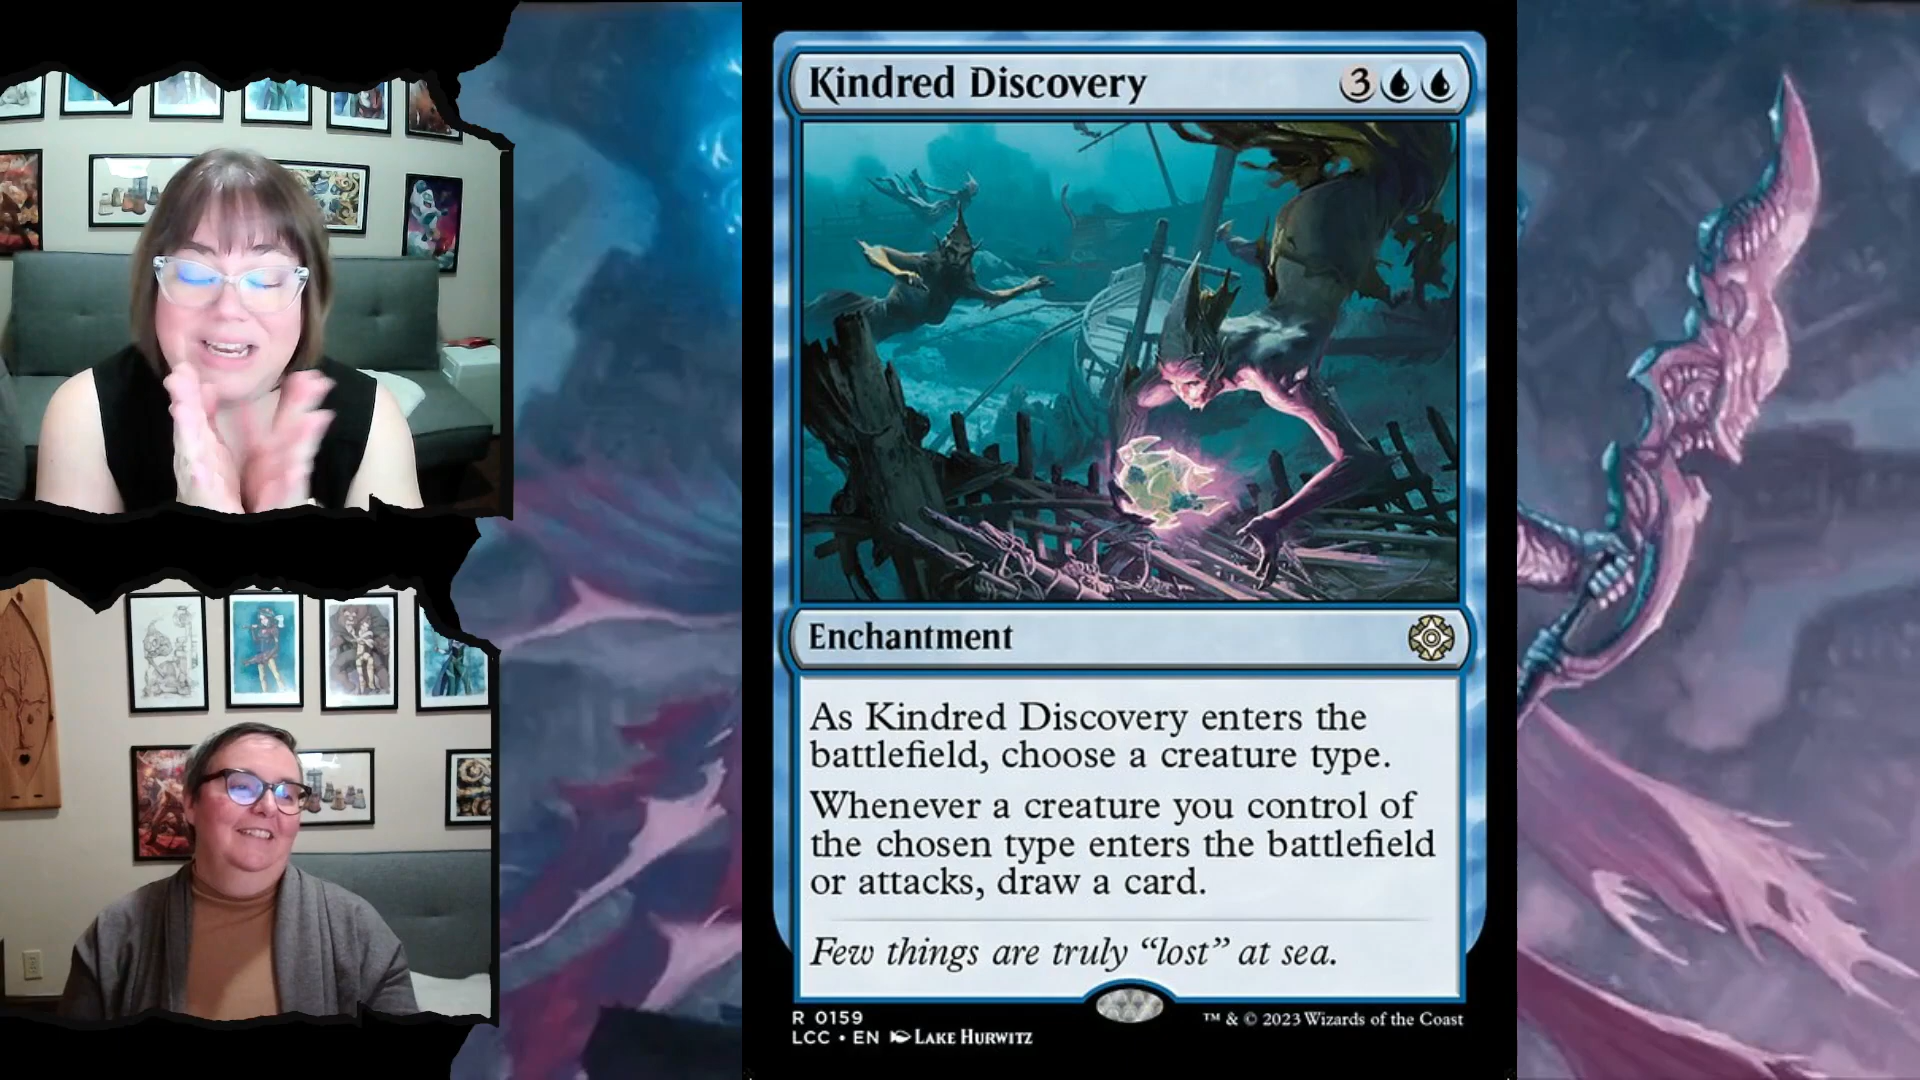 Kindred Discovery
3
Enchantment
As Kindred Discovery enters the
battlefield, choose a creature type.
Whenever a creature you control of
the chosen type enters the battlefield
or attacks, draw a card.
Few things are truly “lost” at sea.
R 0159
LCC • EN Lake Hurwitz
™ & © 2023 Wizards of the Coast